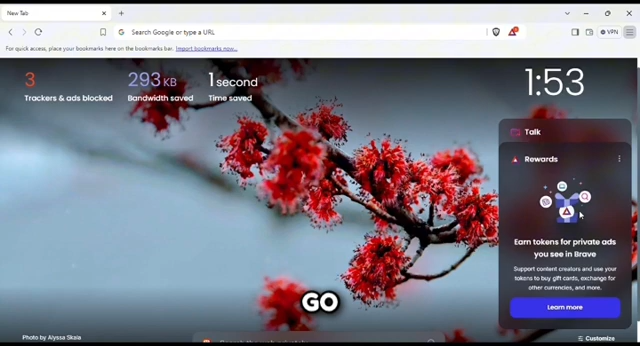 New Tab
Search Google or type a URL
VPN
For quick access, place your bookmarks here on the bookmarks bar. Import bookmarks now...
3
Trackers & ads blocked
293 KB
Bandwidth saved
1 second
Time saved
1:53
Talk
Rewards
Earn tokens for private ads
you see in Brave
Support content creators and use your
tokens to buy gift cards, exchange for
other currencies, and more.
Learn more
GO
Photo by Alyssa Skala
Customize